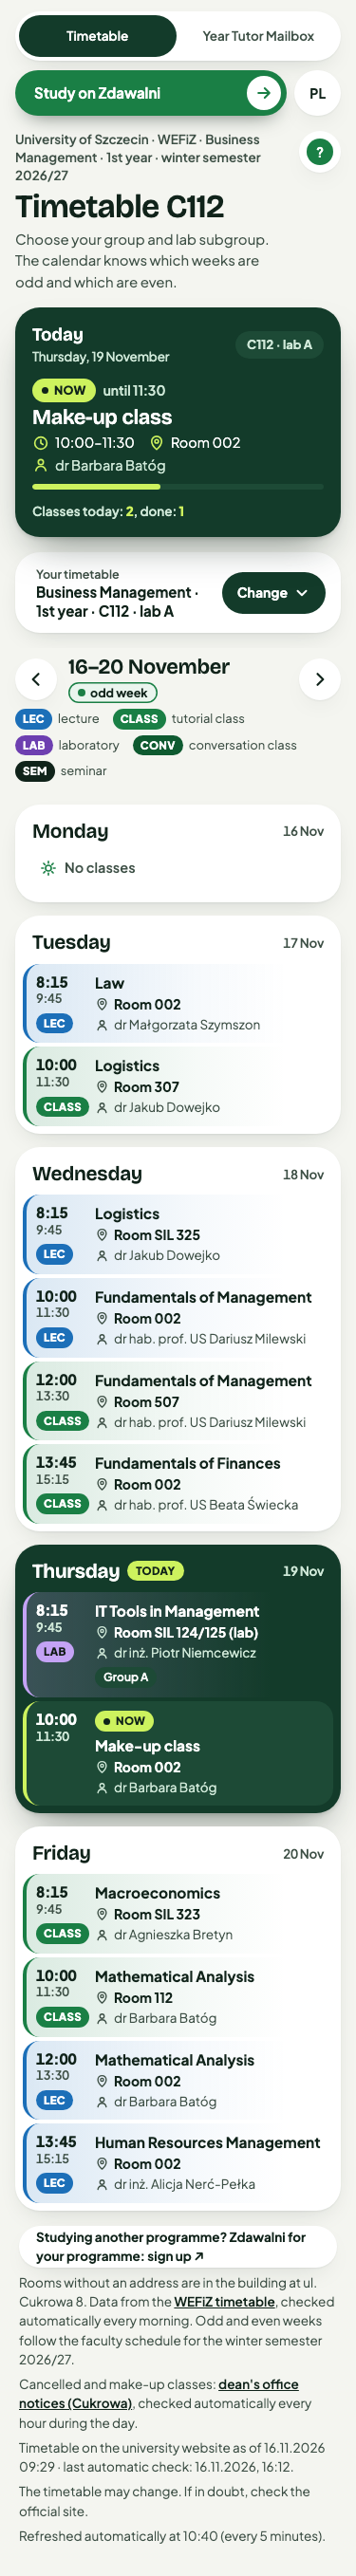 Timetable
Year Tutor Mailbox
Study on Zdawalni
PL
University of Szczecin · WEFiZ · Business
Management · 1st year · winter semester
2026/27
?
Timetable C112
Choose your group and lab subgroup.
The calendar knows which weeks are
odd and which are even.
Today
Thursday, 19 November
C112 · lab A
NOW until 11:30
Make-up class
10:00–11:30 Room 002
dr Barbara Batóg
Classes today: 2, done: 1
Your timetable
Business Management ·
1st year · C112 · lab A
Change
16–20 November
odd week
LEC lecture CLASS tutorial class
LAB laboratory CONV conversation class
SEM seminar
Monday 16 Nov
No classes
Tuesday 17 Nov
8:15 Law
9:45 Room 002
LEC dr Małgorzata Szymszon
10:00 Logistics
11:30 Room 307
CLASS dr Jakub Dowejko
Wednesday 18 Nov
8:15 Logistics
9:45 Room SIL 325
LEC dr Jakub Dowejko
10:00 Fundamentals of Management
11:30 Room 002
LEC dr hab. prof. US Dariusz Milewski
12:00 Fundamentals of Management
13:30 Room 507
CLASS dr hab. prof. US Dariusz Milewski
13:45 Fundamentals of Finances
15:15 Room 002
CLASS dr hab. prof. US Beata Świecka
Thursday TODAY 19 Nov
8:15 IT Tools in Management
9:45 Room SIL 124/125 (lab)
LAB dr inż. Piotr Niemcewicz
Group A
10:00 NOW
11:30 Make-up class
Room 002
dr Barbara Batóg
Friday 20 Nov
8:15 Macroeconomics
9:45 Room SIL 323
CLASS dr Agnieszka Bretyn
10:00 Mathematical Analysis
11:30 Room 112
CLASS dr Barbara Batóg
12:00 Mathematical Analysis
13:30 Room 002
LEC dr Barbara Batóg
13:45 Human Resources Management
15:15 Room 002
LEC dr inż. Alicja Nerć-Pełka
Studying another programme? Zdawalni for
your programme: sign up ↗
Rooms without an address are in the building at ul.
Cukrowa 8. Data from the WEFiZ timetable, checked
automatically every morning. Odd and even weeks
follow the faculty schedule for the winter semester
2026/27.
Cancelled and make-up classes: dean's office
notices (Cukrowa), checked automatically every
hour during the day.
Timetable on the university website as of 16.11.2026
09:29 · last automatic check: 16.11.2026, 16:12.
The timetable may change. If in doubt, check the
official site.
Refreshed automatically at 10:40 (every 5 minutes).